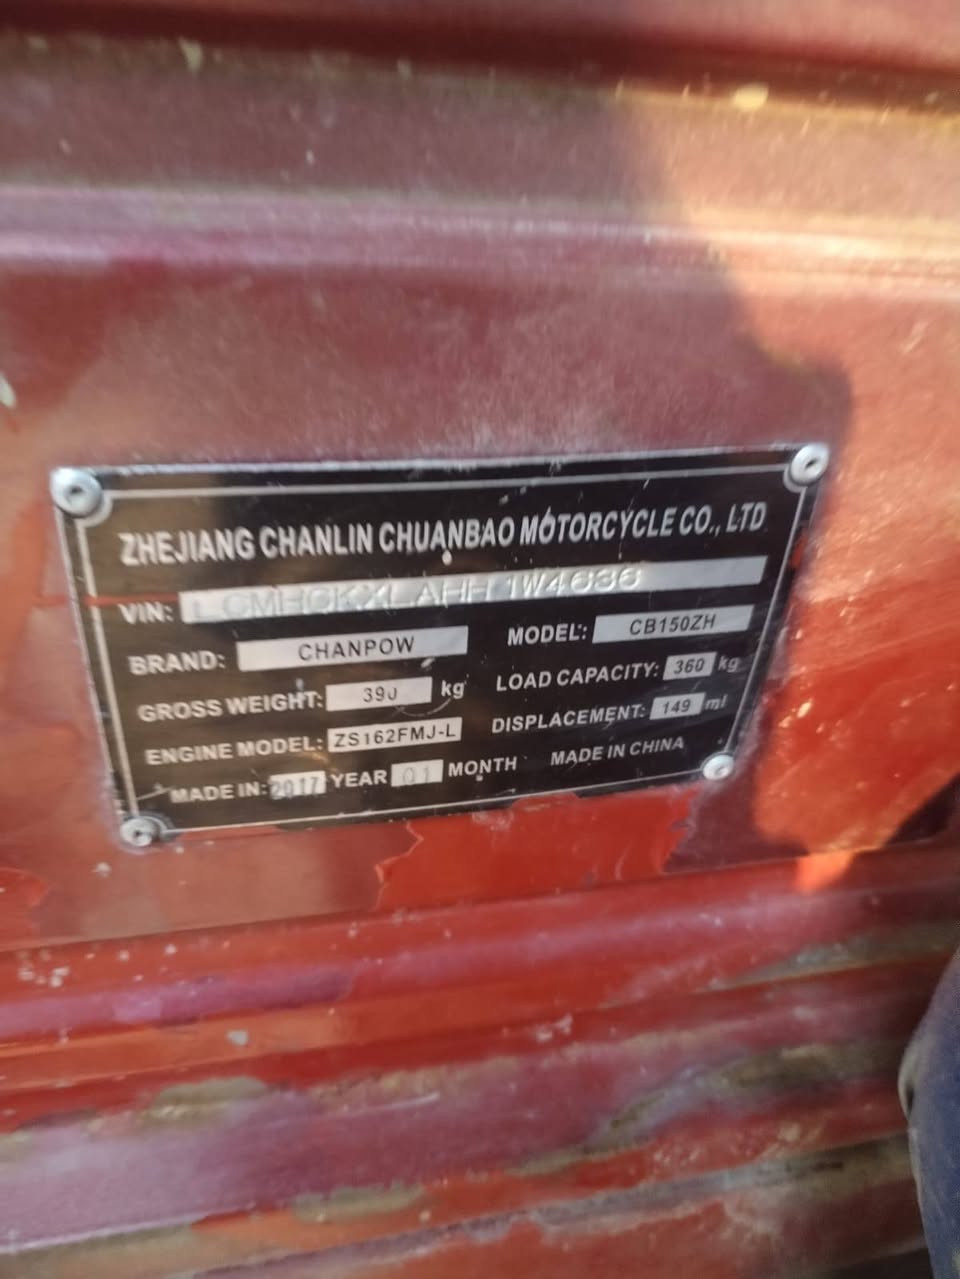 ZHEJIANG CHANLIN CHUANBAO MOTORCYCLE CO., LTD
VIN:
BRAND: CHANPOW MODEL: CB150ZH
GROSS WEIGHT: 390 kg LOAD CAPACITY: 360 kg
ENGINE MODEL: ZS162FMJ-L DISPLACEMENT: 149 ml
MADE IN: 2017 YEAR 01 MONTH MADE IN CHINA